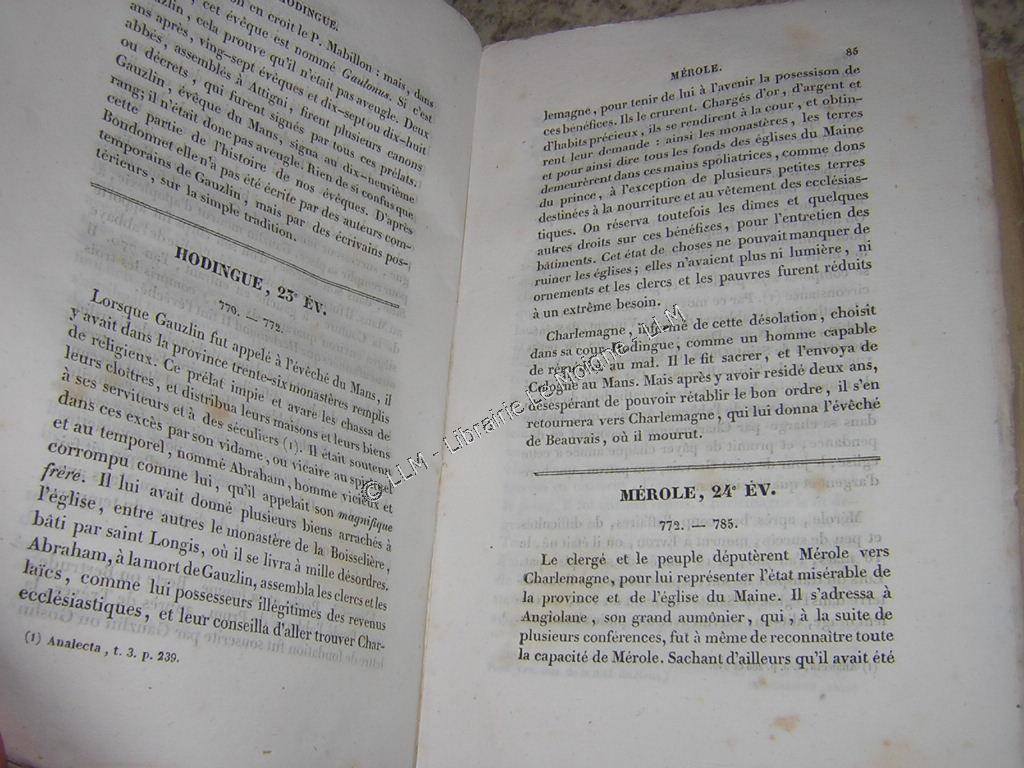 HODINGUE.
on en croit le P. Mabillon : mais, dans
, cet évêque est nommé Gaulonus. Si c'est
zlin, cela prouve qu'il n'était pas aveugle. Deux
ans après, vingt-sept évêques et dix-sept ou dix-huit
abbés, assemblés à Attigni, firent plusieurs canons
ou décrets, qui furent signés par tous ces prélats.
Gauzlin, évêque du Mans, signa au dix-neuvième
rang; il n'était donc pas aveugle. Rien de si confus que
cette partie de l'histoire de nos évêques. D'après
Bondonnet elle n'a pas été écrite par des auteurs con-
temporains de Gauzlin, mais par des écrivains pos-
térieurs, sur la simple tradition.
HODINGUE, 23e ÉV.
770. — 772.
Lorsque Gauzlin fut appelé à l'évêché du Mans, il
y avait dans la province trente-six monastères remplis
de religieux. Ce prélat impie et avare les chassa de
leurs cloîtres, et distribua leurs maisons et leurs biens
à ses serviteurs et à des séculiers (1). Il était soutenu
dans ces excès par son vidame, ou vicaire au spirituel
et au temporel, nommé Abraham, homme vicieux et
corrompu comme lui, qu'il appelait son magnifique
frère. Il lui avait donné plusieurs biens arrachés à
l'église, entre autres le monastère de la Boisselière,
bâti par saint Longis, où il se livra à mille désordres.
Abraham, à la mort de Gauzlin, assembla les clercs et les
laïcs, comme lui possesseurs illégitimes des revenus
ecclésiastiques, et leur conseilla d'aller trouver Char-
(1) Analecta, t. 3. p. 239.
MÉROLE. 85
lemagne, pour tenir de lui à l'avenir la posessison de
ces bénéfices. Ils le crurent. Chargés d'or, d'argent et
d'habits précieux, ils se rendirent à la cour, et obtin-
rent leur demande : ainsi les monastères, les terres
et pour ainsi dire tous les fonds des églises du Maine
demeurèrent dans ces mains spoliatrices, comme dons
du prince, à l'exception de plusieurs petites terres
destinées à la nourriture et au vêtement des ecclésias-
tiques. On réserva toutefois les dîmes et quelques
autres droits sur ces bénéfices, pour l'entretien des
bâtiments. Cet état de choses ne pouvait manquer de
ruiner les églises; elles n'avaient plus ni lumière, ni
ornements et les clercs et les pauvres furent réduits
à un extrême besoin.
Charlemagne, informé de cette désolation, choisit
dans sa cour Hodingue, comme un homme capable
de remédier au mal. Il le fit sacrer, et l'envoya de
Cologne au Mans. Mais après y avoir residé deux ans,
désespérant de pouvoir rétablir le bon ordre, il s'en
retournera vers Charlemagne, qui lui donna l'évêché
de Beauvais, où il mourut.
MÉROLE, 24e ÉV.
772. — 785.
Le clergé et le peuple députèrent Mérole vers
Charlemagne, pour lui représenter l'état misérable de
la province et de l'église du Maine. Il s'adressa à
Angiolane, son grand aumônier, qui, à la suite de
plusieurs conférences, fut à même de reconnaître toute
la capacité de Mérole. Sachant d'ailleurs qu'il avait été
© LLM - Librairie Le Moigne - LLM